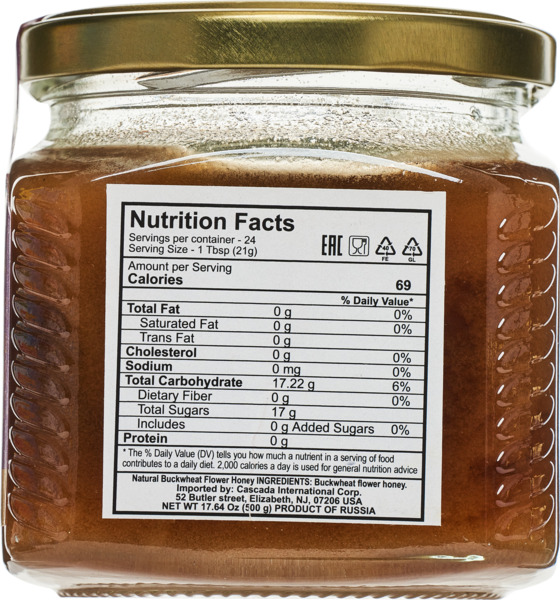 Nutrition Facts
Servings per container - 24
Serving Size - 1 Tbsp (21g)
EAC
40
FE
70
GL
Amount per Serving
Calories 69
% Daily Value*
Total Fat 0 g 0%
Saturated Fat 0 g 0%
Trans Fat 0 g
Cholesterol 0 g 0%
Sodium 0 mg 0%
Total Carbohydrate 17.22 g 6%
Dietary Fiber 0 g 0%
Total Sugars 17 g
Includes 0 g Added Sugars 0%
Protein 0 g
* The % Daily Value (DV) tells you how much a nutrient in a serving of food
contributes to a daily diet. 2,000 calories a day is used for general nutrition advice
Natural Buckwheat Flower Honey INGREDIENTS: Buckwheat flower honey.
Imported by: Cascada International Corp.
52 Butler street, Elizabeth, NJ, 07206 USA
NET WT 17.64 Oz (500 g) PRODUCT OF RUSSIA